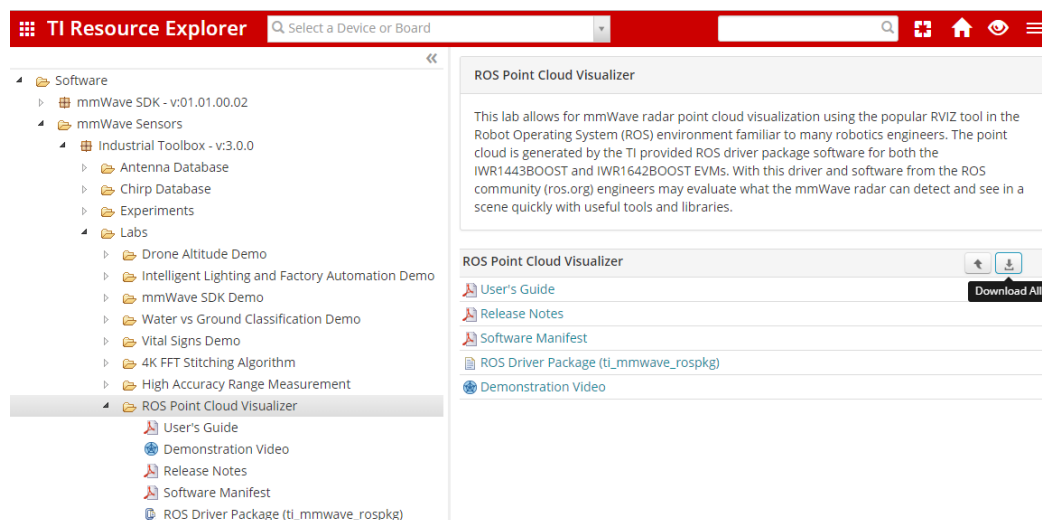 TI Resource Explorer
Select a Device or Board
Software
mmWave SDK - v:01.01.00.02
mmWave Sensors
Industrial Toolbox - v:3.0.0
Antenna Database
Chirp Database
Experiments
Labs
Drone Altitude Demo
Intelligent Lighting and Factory Automation Demo
mmWave SDK Demo
Water vs Ground Classification Demo
Vital Signs Demo
4K FFT Stitching Algorithm
High Accuracy Range Measurement
ROS Point Cloud Visualizer
User's Guide
Demonstration Video
Release Notes
Software Manifest
ROS Driver Package (ti_mmwave_rospkg)
ROS Point Cloud Visualizer
This lab allows for mmWave radar point cloud visualization using the popular RVIZ tool in the
Robot Operating System (ROS) environment familiar to many robotics engineers. The point
cloud is generated by the TI provided ROS driver package software for both the
IWR1443BOOST and IWR1642BOOST EVMs. With this driver and software from the ROS
community (ros.org) engineers may evaluate what the mmWave radar can detect and see in a
scene quickly with useful tools and libraries.
ROS Point Cloud Visualizer
Download All
User's Guide
Release Notes
Software Manifest
ROS Driver Package (ti_mmwave_rospkg)
Demonstration Video